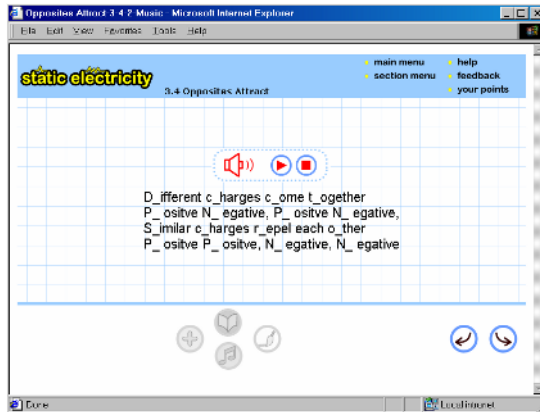 Opposites Attract 3-4-2 Music - Microsoft Internet Explorer
File Edit View Favorites Tools Help
main menu help
static electricity section menu feedback
3.4 Opposites Attract your points
D_ifferent c_harges c_ome t_ogether
P_ ositve N_ egative, P_ ositve N_ egative,
S_imilar c_harges r_epel each o_ther
P_ ositve P_ ositve, N_ egative, N_ egative
Done Local intranet